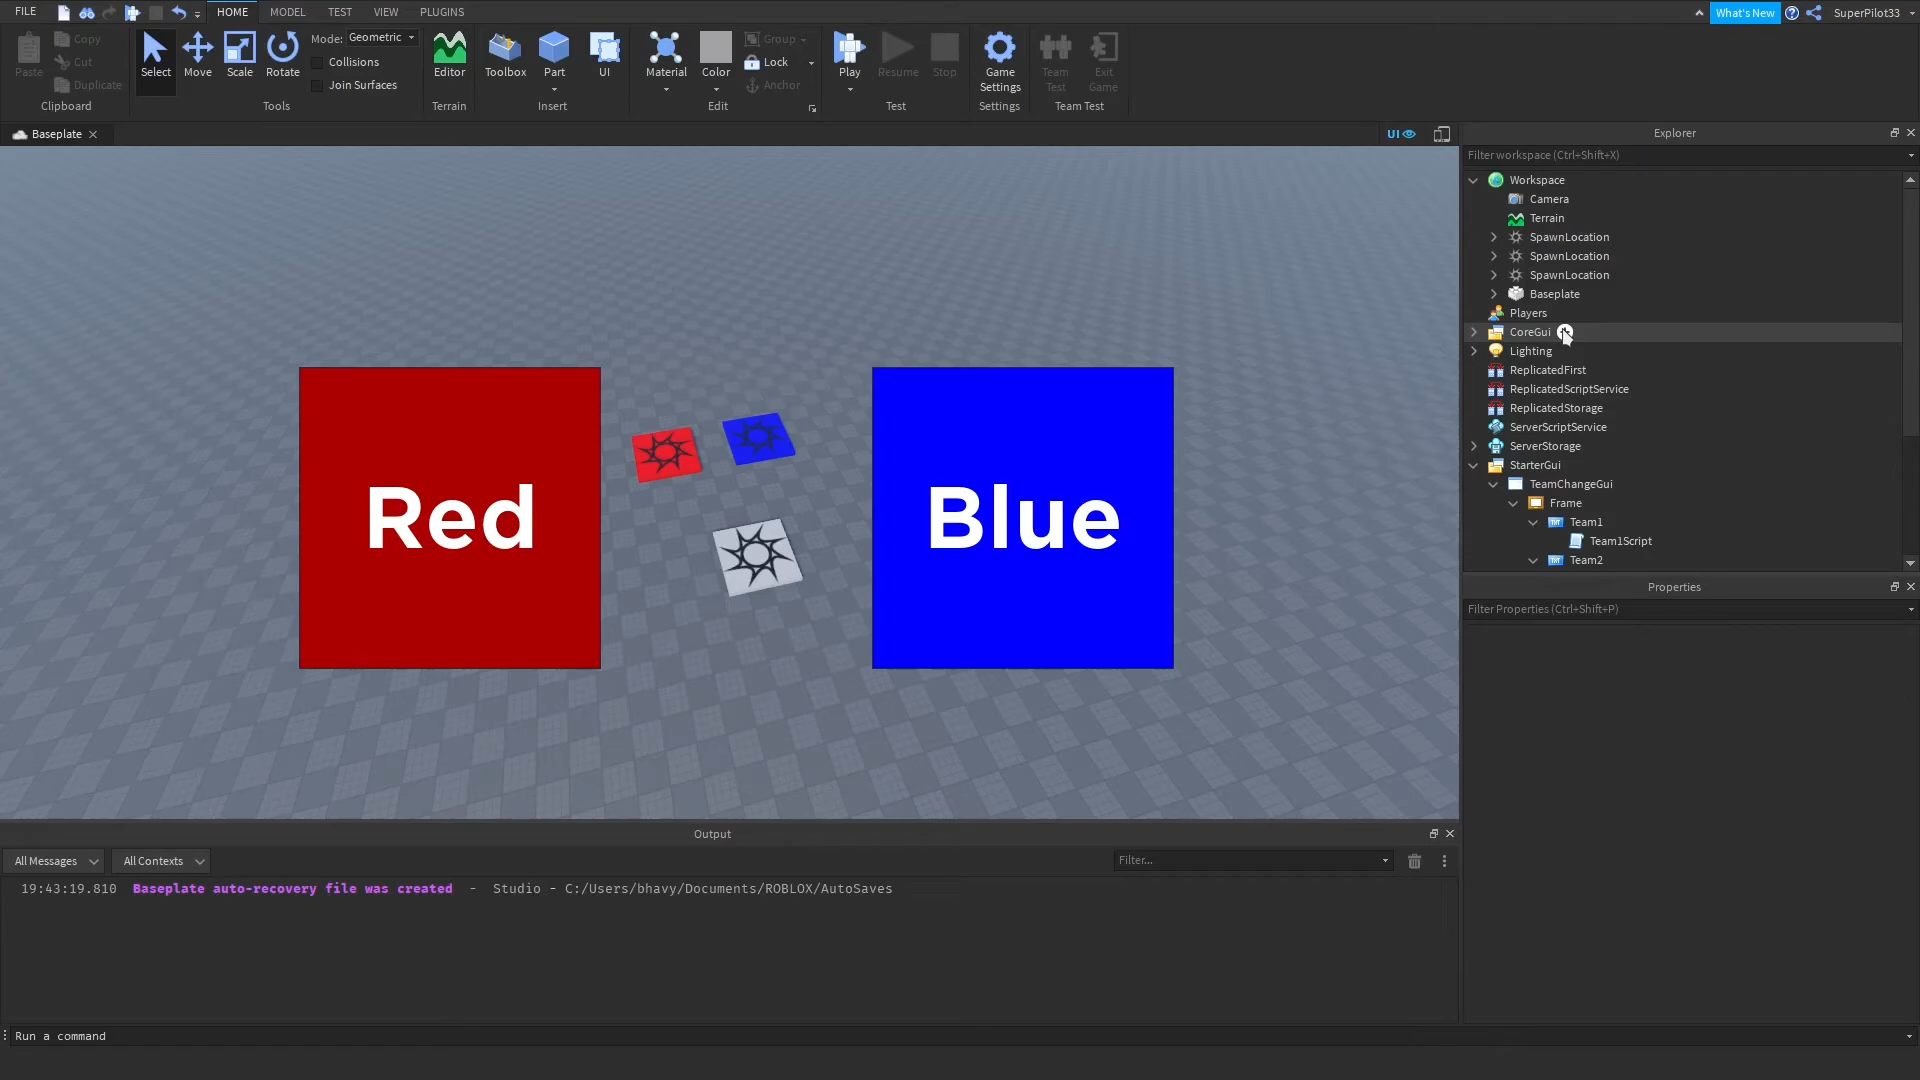 FILE HOME MODEL TEST VIEW PLUGINS What's New SuperPilot33
Paste Copy Cut Duplicate Clipboard
Select Move Scale Rotate Mode: Geometric Collisions Join Surfaces Tools
Editor Terrain
Toolbox Part UI Insert
Material Color Group Lock Anchor Edit
Play Resume Stop Test
Game Settings Settings
Team Test Exit Game Team Test
Baseplate UI
Red
Blue
Explorer
Filter workspace (Ctrl+Shift+X)
Workspace
Camera
Terrain
SpawnLocation
SpawnLocation
SpawnLocation
Baseplate
Players
CoreGui
Lighting
ReplicatedFirst
ReplicatedScriptService
ReplicatedStorage
ServerScriptService
ServerStorage
StarterGui
TeamChangeGui
Frame
Team1
Team1Script
Team2
Properties
Filter Properties (Ctrl+Shift+P)
Output
All Messages All Contexts Filter...
19:43:19.810 Baseplate auto-recovery file was created - Studio - C:/Users/bhavy/Documents/ROBLOX/AutoSaves
Run a command